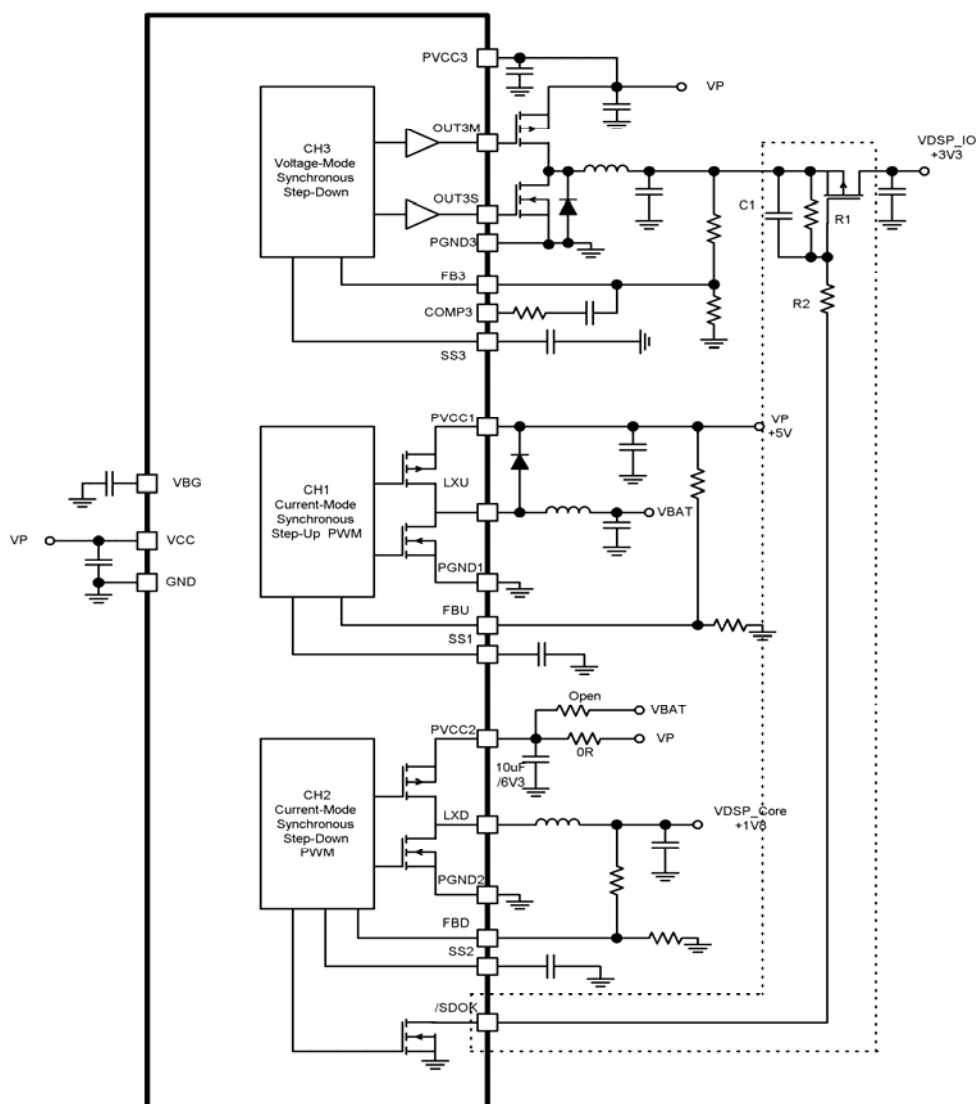 PVCC3
VP
OUT3M
CH3
Voltage-Mode
Synchronous
Step-Down
VDSP_IO
+3V3
OUT3S
C1
R1
PGND3
FB3
R2
COMP3
SS3
PVCC1
VP
+5V
CH1
Current-Mode
Synchronous
Step-Up PWM
LXU
VBG
VBAT
VP
VCC
PGND1
GND
FBU
SS1
Open
VBAT
PVCC2
VP
0R
10uF
/6V3
CH2
Current-Mode
Synchronous
Step-Down
PWM
LXD
VDSP_Core
+1V8
PGND2
FBD
SS2
/SDOK